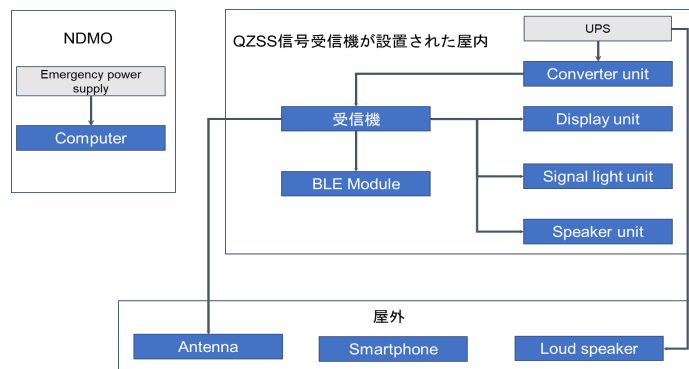 NDMO
Emergency power
supply
Computer
QZSS信号受信機が設置された屋内
UPS
Converter unit
受信機
Display unit
BLE Module
Signal light unit
Speaker unit
屋外
Antenna
Smartphone
Loud speaker